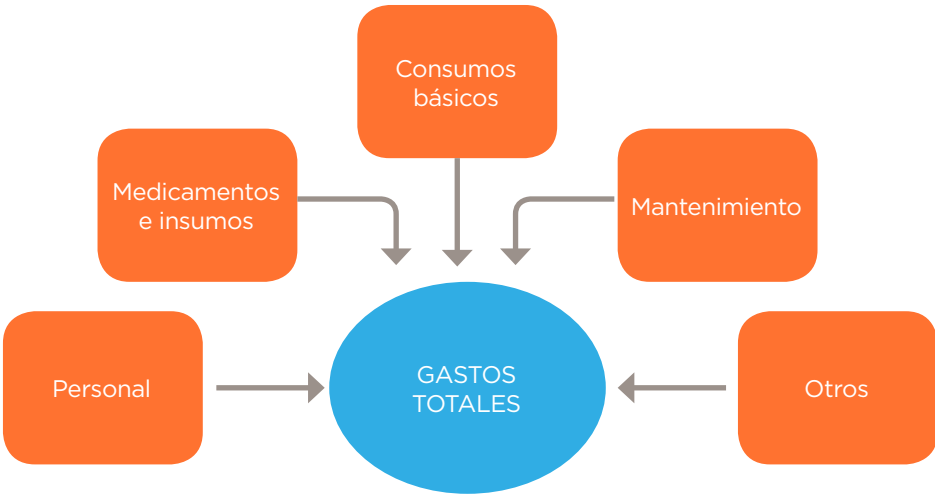 Consumos
básicos
Medicamentos
e insumos
Mantenimiento
Personal
GASTOS
TOTALES
Otros